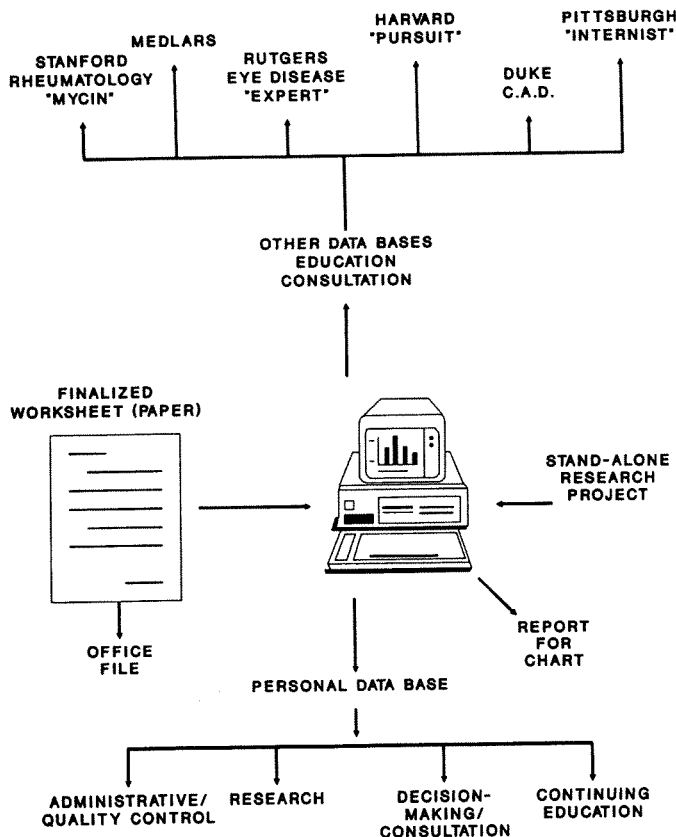 STANFORD
RHEUMATOLOGY
"MYCIN"
MEDLARS
RUTGERS
EYE DISEASE
"EXPERT"
HARVARD
"PURSUIT"
DUKE
C.A.D.
PITTSBURGH
"INTERNIST"
OTHER DATA BASES
EDUCATION
CONSULTATION
FINALIZED
WORKSHEET (PAPER)
STAND-ALONE
RESEARCH
PROJECT
OFFICE
FILE
REPORT
FOR
CHART
PERSONAL DATA BASE
ADMINISTRATIVE/
QUALITY CONTROL
RESEARCH
DECISION-
MAKING/
CONSULTATION
CONTINUING
EDUCATION